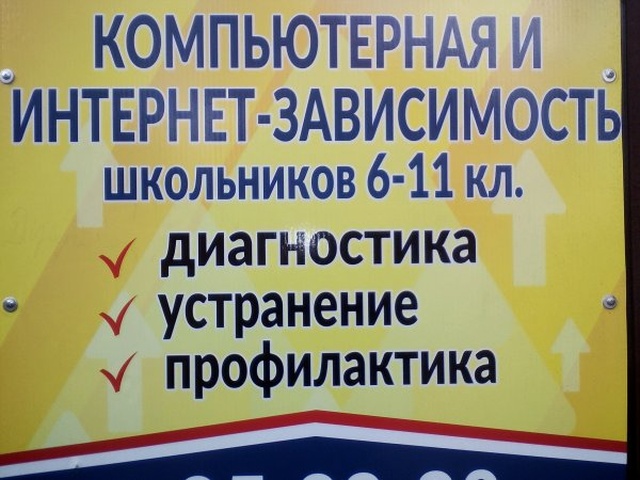 КОМПЬЮТЕРНАЯ И
ИНТЕРНЕТ-ЗАВИСИМОСТЬ
ШКОЛЬНИКОВ 6-11 КЛ.
ДИАГНОСТИКА
УСТРАНЕНИЕ
ПРОФИЛАКТИКА